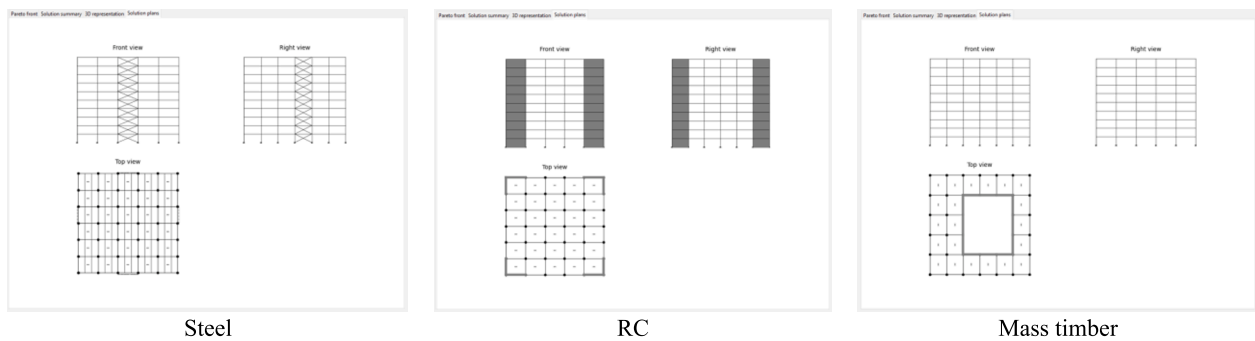 Pareto front Solution summary 3D representation Solution plans
Front view
Right view
Top view
Steel
Pareto front Solution summary 3D representation Solution plans
Front view
Right view
Top view
RC
Pareto front Solution summary 3D representation Solution plans
Front view
Right view
Top view
Mass timber